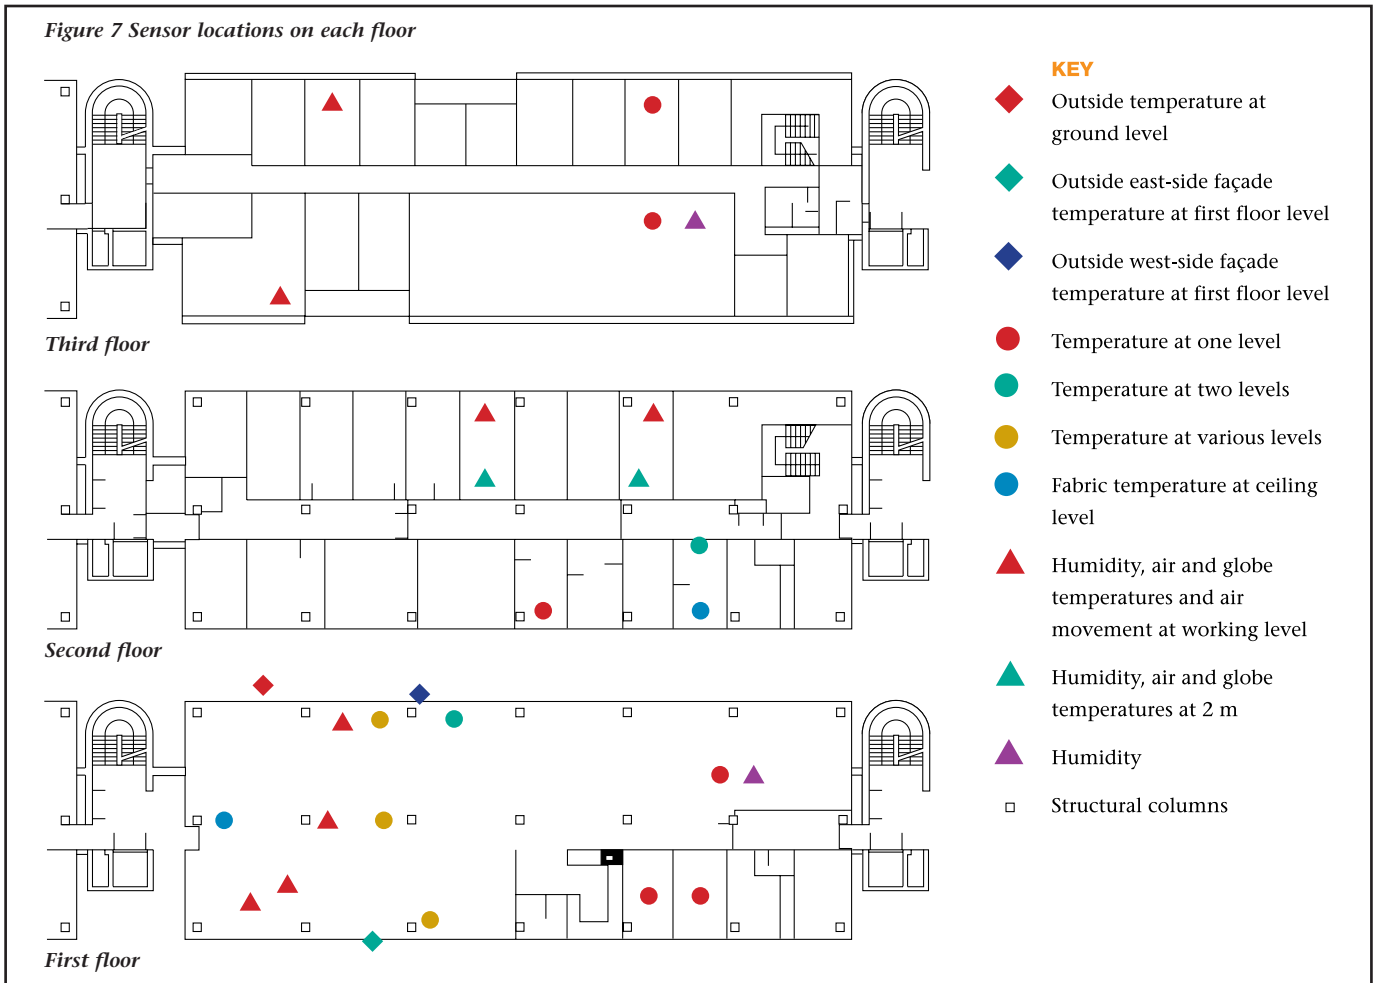 Figure 7 Sensor locations on each floor
KEY
Outside temperature at
ground level
Outside east-side façade
temperature at first floor level
Outside west-side façade
temperature at first floor level
Temperature at one level
Temperature at two levels
Temperature at various levels
Fabric temperature at ceiling
level
Humidity, air and globe
temperatures and air
movement at working level
Humidity, air and globe
temperatures at 2 m
Humidity
Structural columns
Third floor
Second floor
First floor